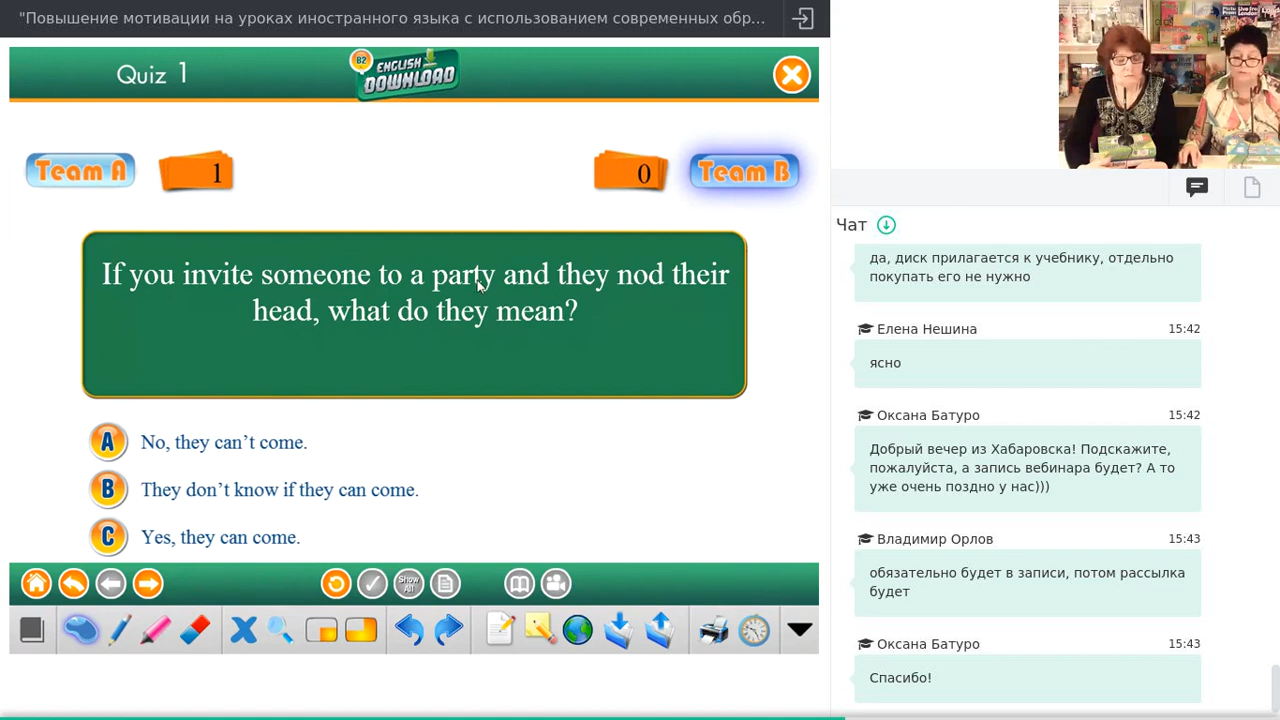 "Повышение мотивации на уроках иностранного языка с использованием современных обр...
Quiz 1
B2
ENGLISH
DOWNLOAD
Team A
1
0
Team B
If you invite someone to a party and they nod their
head, what do they mean?
A No, they can't come.
B They don't know if they can come.
C Yes, they can come.
Show
All
Чат
да, диск прилагается к учебнику, отдельно
покупать его не нужно
Елена Нешина 15:42
ясно
Оксана Батуро 15:42
Добрый вечер из Хабаровска! Подскажите,
пожалуйста, а запись вебинара будет? А то
уже очень поздно у нас)))
Владимир Орлов 15:43
обязательно будет в записи, потом рассылка
будет
Оксана Батуро 15:43
Спасибо!